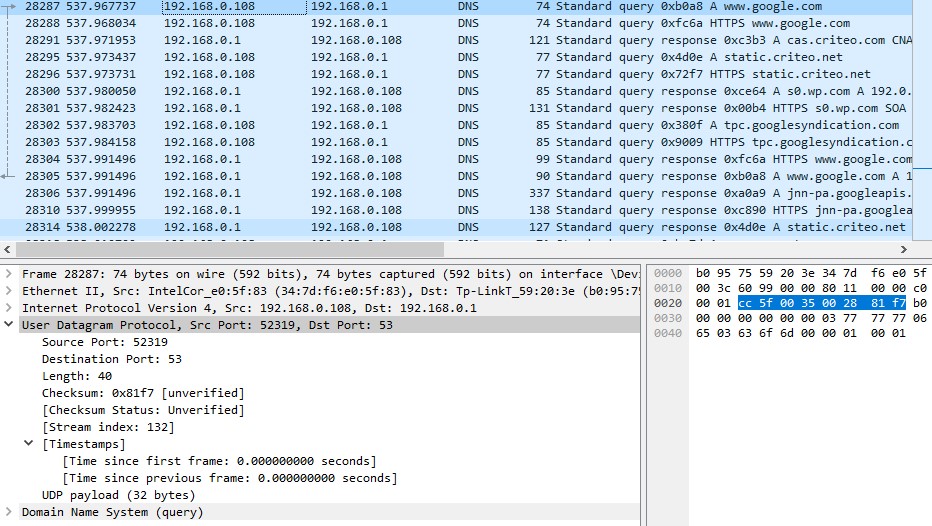 28287 537.967737 192.168.0.108 192.168.0.1 DNS 74 Standard query 0xb0a8 A www.google.com
28288 537.968034 192.168.0.108 192.168.0.1 DNS 74 Standard query 0xfc6a HTTPS www.google.com
28291 537.971953 192.168.0.1 192.168.0.108 DNS 121 Standard query response 0xc3b3 A cas.criteo.com CNA
28295 537.973437 192.168.0.108 192.168.0.1 DNS 77 Standard query 0x4d0e A static.criteo.net
28296 537.973731 192.168.0.108 192.168.0.1 DNS 77 Standard query 0x72f7 HTTPS static.criteo.net
28300 537.980050 192.168.0.1 192.168.0.108 DNS 85 Standard query response 0xce64 A s0.wp.com A 192.0.
28301 537.982423 192.168.0.1 192.168.0.108 DNS 131 Standard query response 0x00b4 HTTPS s0.wp.com SOA
28302 537.983703 192.168.0.108 192.168.0.1 DNS 85 Standard query 0x380f A tpc.googlesyndication.com
28303 537.984158 192.168.0.108 192.168.0.1 DNS 85 Standard query 0x9009 HTTPS tpc.googlesyndication.c
28304 537.991496 192.168.0.1 192.168.0.108 DNS 99 Standard query response 0xfc6a HTTPS www.google.com
28305 537.991496 192.168.0.1 192.168.0.108 DNS 90 Standard query response 0xb0a8 A www.google.com A 1
28306 537.991496 192.168.0.1 192.168.0.108 DNS 337 Standard query response 0xa0a9 A jnn-pa.googleapis.
28310 537.999955 192.168.0.1 192.168.0.108 DNS 138 Standard query response 0xc890 HTTPS jnn-pa.googlea
28314 538.002278 192.168.0.1 192.168.0.108 DNS 127 Standard query response 0x4d0e A static.criteo.net
Frame 28287: 74 bytes on wire (592 bits), 74 bytes captured (592 bits) on interface \Dev
Ethernet II, Src: IntelCor_e0:5f:83 (34:7d:f6:e0:5f:83), Dst: Tp-LinkT_59:20:3e (b0:95:75
Internet Protocol Version 4, Src: 192.168.0.108, Dst: 192.168.0.1
User Datagram Protocol, Src Port: 52319, Dst Port: 53
Source Port: 52319
Destination Port: 53
Length: 40
Checksum: 0x81f7 [unverified]
[Checksum Status: Unverified]
[Stream index: 132]
[Timestamps]
[Time since first frame: 0.000000000 seconds]
[Time since previous frame: 0.000000000 seconds]
UDP payload (32 bytes)
Domain Name System (query)
0000 b0 95 75 59 20 3e 34 7d f6 e0 5f
0010 00 3c 60 99 00 00 80 11 00 00 c0
0020 00 01 cc 5f 00 35 00 28 81 f7 b0
0030 00 00 00 00 00 00 03 77 77 77 06
0040 65 03 63 6f 6d 00 00 01 00 01